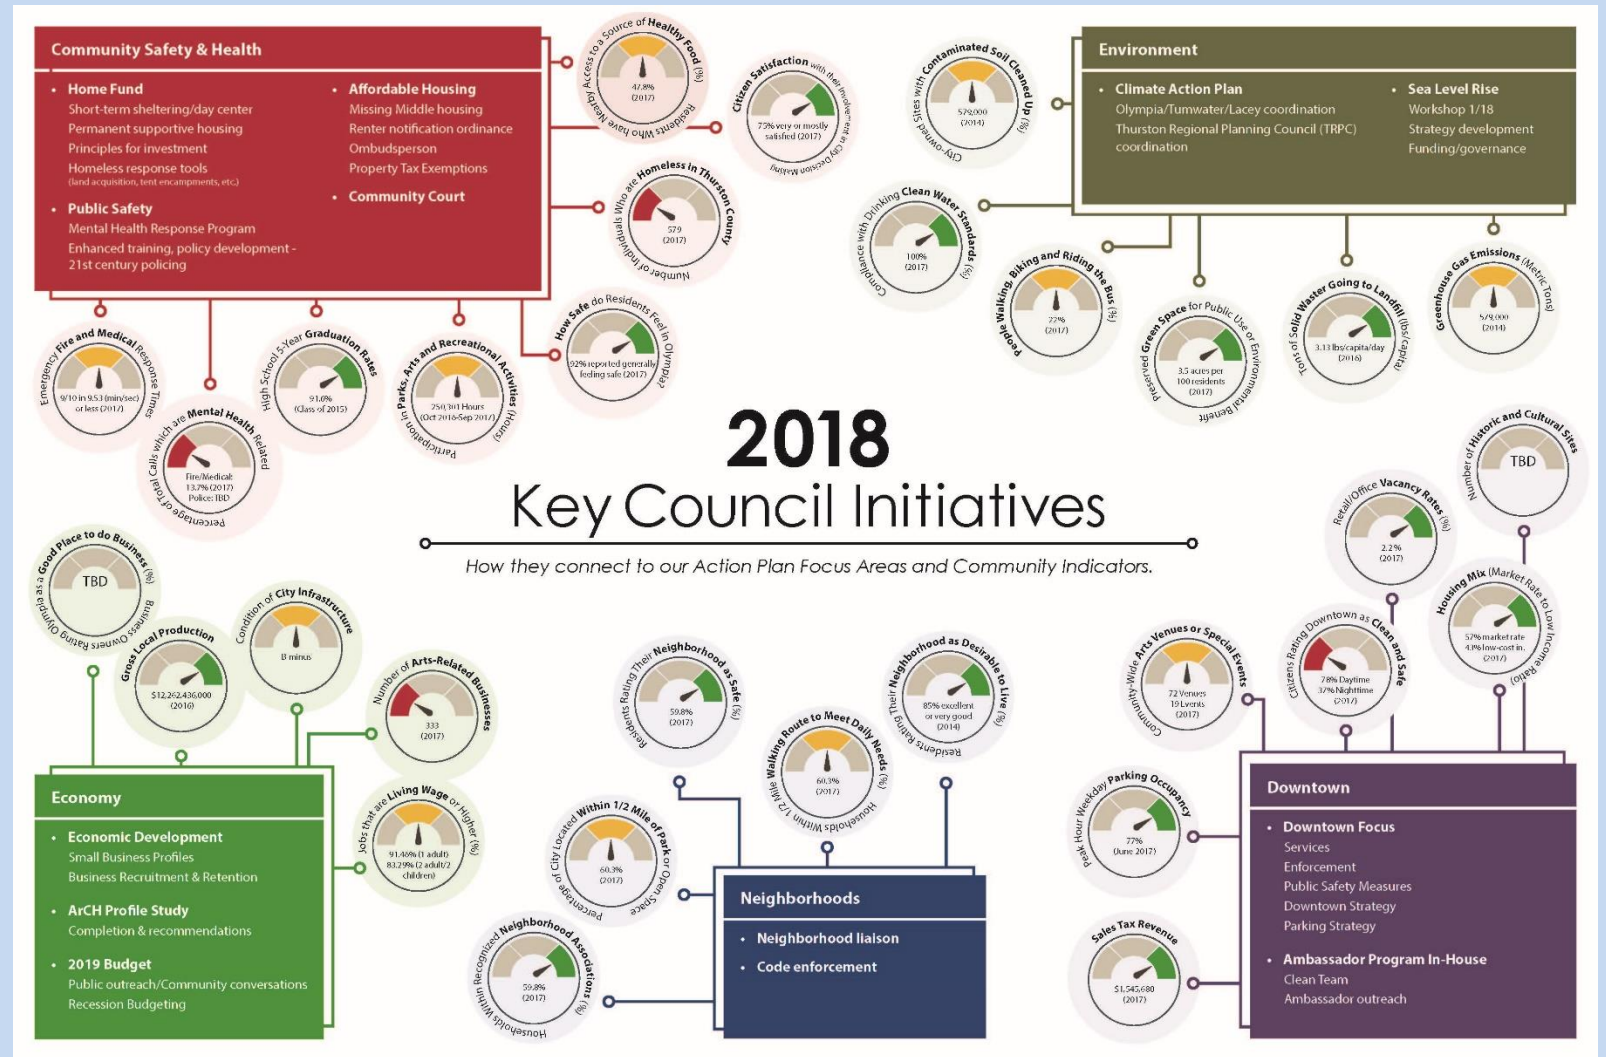 Community Safety & Health
• Home Fund
Short-term sheltering/day center
Permanent supportive housing
Principles for investment
Homeless response tools
(land acquisition, tent encampments, etc.)
• Public Safety
Mental Health Response Program
Enhanced training, policy development -
21st century policing
• Affordable Housing
Missing Middle housing
Renter notification ordinance
Ombudsperson
Property Tax Exemptions
• Community Court
Residents Who have Nearby Access to a Source of Healthy Food (%)
47.8%
(2017)
Citizen Satisfaction with their Involvement in City Decision Making
75% very or mostly
satisfied (2017)
Number of Individuals Who are Homeless in Thurston County
579
(2017)
How Safe do Residents Feel in Olympia?
92% reported generally
feeling safe (2017)
Emergency Fire and Medical Response Times
9/10 in 9.53 (min/sec)
or less (2017)
Percentage of Total Calls which are Mental Health Related
Fire/Medical:
13.7% (2017)
Police: TBD
High School 5-Year Graduation Rates
91.6%
(Class of 2015)
Participation in Parks, Arts and Recreational Activities (Hours)
250,301 Hours
(Oct 2016-Sep 2017)
Environment
• Climate Action Plan
Olympia/Tumwater/Lacey coordination
Thurston Regional Planning Council (TRPC)
coordination
• Sea Level Rise
Workshop 1/18
Strategy development
Funding/governance
City-owned Sites with Contaminated Soil Cleaned Up (%)
579,000
(2014)
Compliance with Drinking Clean Water Standards (%)
100%
(2017)
People Walking, Biking and Riding the Bus (%)
22%
(2017)
Preserved Green Space for Public Use or Environmental Benefit
3.5 acres per
100 residents
(2017)
Tons of Solid Waster Going to Landfill (lbs/capita)
3.13 lbs/capita/day
(2016)
Greenhouse Gas Emissions (Metric Tons)
579,000
(2014)
2018
Key Council Initiatives
How they connect to our Action Plan Focus Areas and Community Indicators.
Business Owners Rating Olympia as a Good Place to do Business (%)
TBD
Gross Local Production
$12,262,436,000
(2016)
Condition of City Infrastructure
B minus
Number of Arts-Related Businesses
333
(2017)
Jobs that are Living Wage or Higher (%)
91.46% (1 adult)
83.29% (2 adult/2
children)
Economy
• Economic Development
Small Business Profiles
Business Recruitment & Retention
• ArCH Profile Study
Completion & recommendations
• 2019 Budget
Public outreach/Community conversations
Recession Budgeting
Residents Rating Their Neighborhood as Safe (%)
59.8%
(2017)
Households Within 1/2 Mile Walking Route to Meet Daily Needs (%)
60.3%
(2017)
Residents Rating Their Neighborhood as Desirable to Live (%)
85% excellent
or very good
(2014)
Percentage of City Located Within 1/2 Mile of Park or Open Space
60.3%
(2017)
Households Within Recognized Neighborhood Associations (%)
59.8%
(2017)
Neighborhoods
• Neighborhood liaison
• Code enforcement
Number of Historic and Cultural Sites
TBD
Retail/Office Vacancy Rates (%)
2.2%
(2017)
Housing Mix (Market Rate to Low Income Ratio)
57% market rate
43% low-cost in.
(2017)
Citizens Rating Downtown as Clean and Safe
78% Daytime
37% Nighttime
(2017)
Community-Wide Arts Venues or Special Events
72 Venues
19 Events
(2017)
Peak Hour Weekday Parking Occupancy
77%
(June 2017)
Sales Tax Revenue
$1,545,680
(2017)
Downtown
• Downtown Focus
Services
Enforcement
Public Safety Measures
Downtown Strategy
Parking Strategy
• Ambassador Program In-House
Clean Team
Ambassador outreach